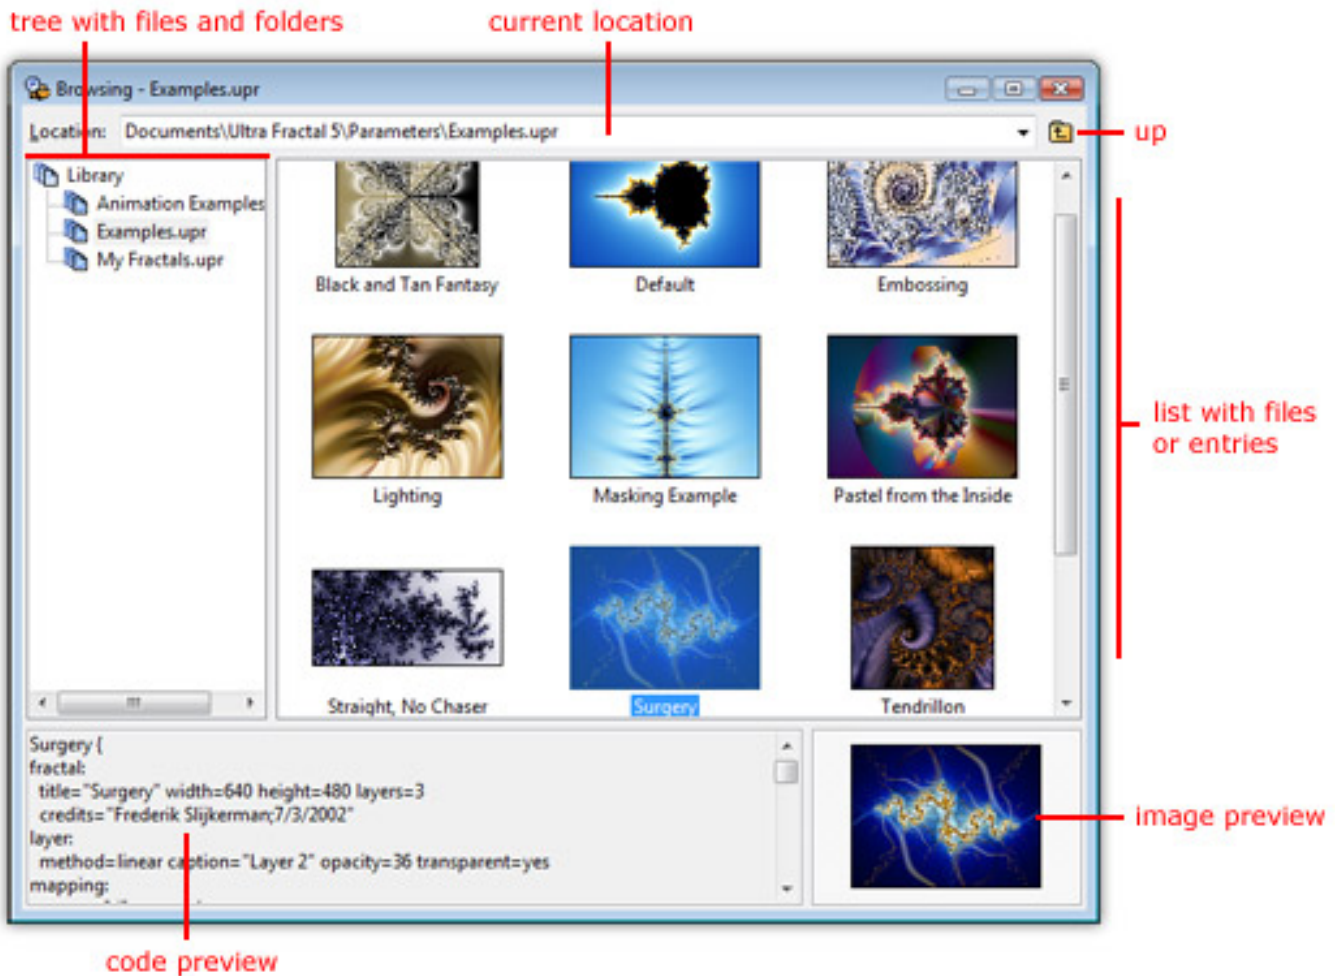 tree with files and folders
current location
Browsing - Examples.upr
Location: Documents\Ultra Fractal 5\Parameters\Examples.upr
up
Library
Animation Examples
Examples.upr
My Fractals.upr
Black and Tan Fantasy
Default
Embossing
Lighting
Masking Example
Pastel from the Inside
list with files
or entries
Straight, No Chaser
Surgery
Tendrillon
Surgery {
fractal:
title="Surgery" width=640 height=480 layers=3
credits="Frederik Slijkerman;7/3/2002"
layer:
method=linear caption="Layer 2" opacity=36 transparent=yes
mapping:
image preview
code preview